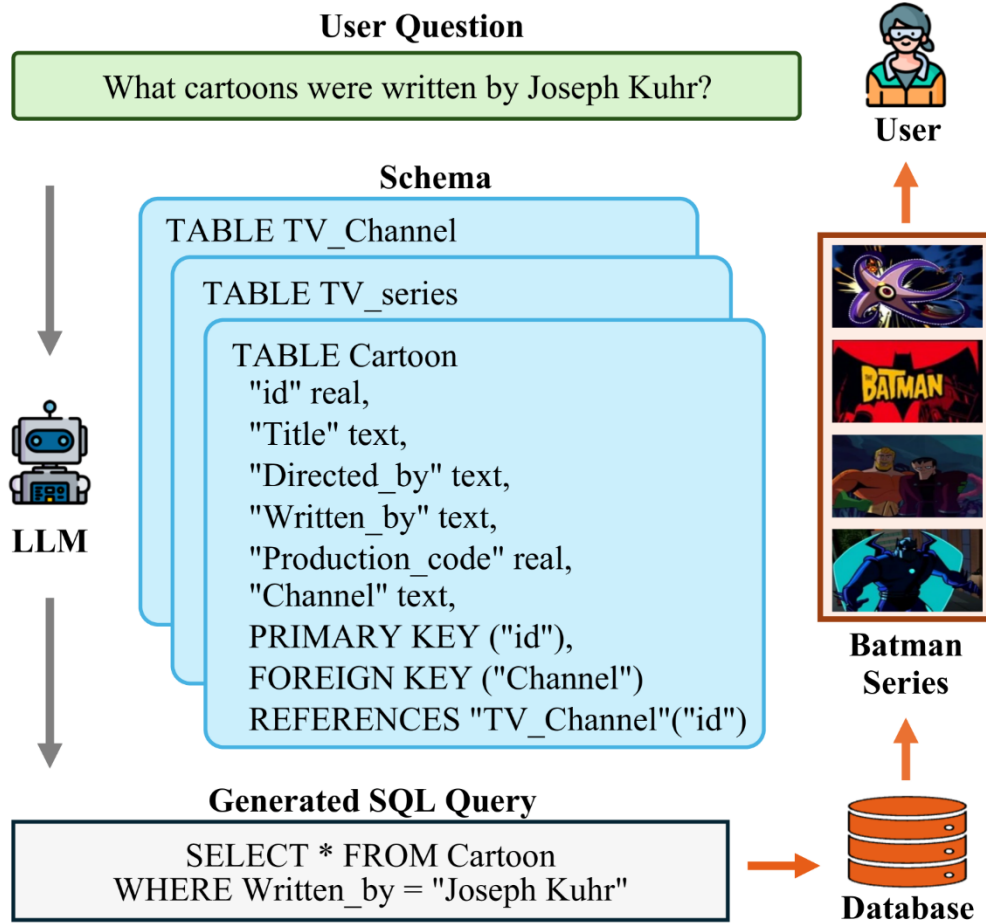 User Question
What cartoons were written by Joseph Kuhr?
User
Schema
TABLE TV_Channel
TABLE TV_series
TABLE Cartoon
"id" real,
"Title" text,
"Directed_by" text,
"Written_by" text,
"Production_code" real,
"Channel" text,
PRIMARY KEY ("id"),
FOREIGN KEY ("Channel")
REFERENCES "TV_Channel"("id")
LLM
THE
BATMAN
Batman
Series
Generated SQL Query
SELECT * FROM Cartoon
WHERE Written_by = "Joseph Kuhr"
Database